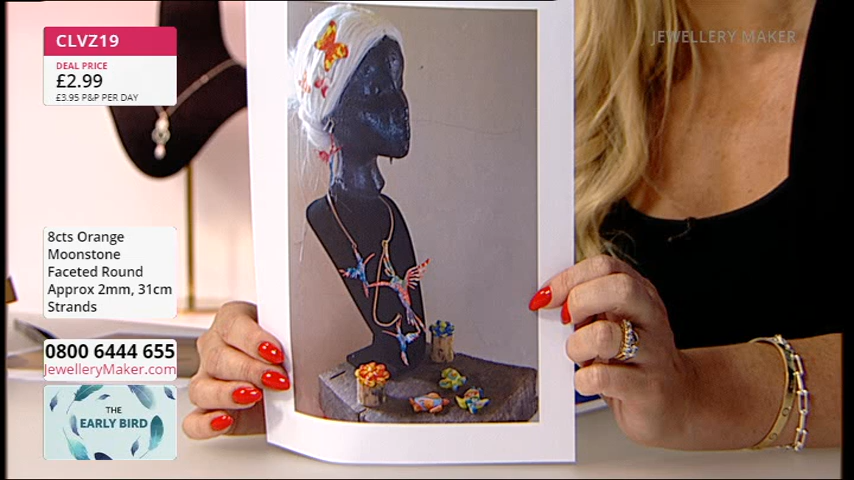 CLVZ19
DEAL PRICE
£2.99
£3.95 P&P PER DAY
JEWELLERY MAKER
8cts Orange
Moonstone
Faceted Round
Approx 2mm, 31cm
Strands
0800 6444 655
JewelleryMaker.com
THE
EARLY BIRD